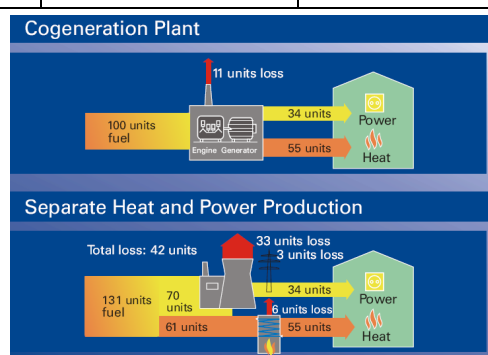 Cogeneration Plant
11 units loss
100 units
fuel
Engine Generator
34 units
55 units
Power
Heat
Separate Heat and Power Production
Total loss: 42 units
33 units loss
3 units loss
131 units
fuel
70
units
61 units
34 units
6 units loss
55 units
Power
Heat